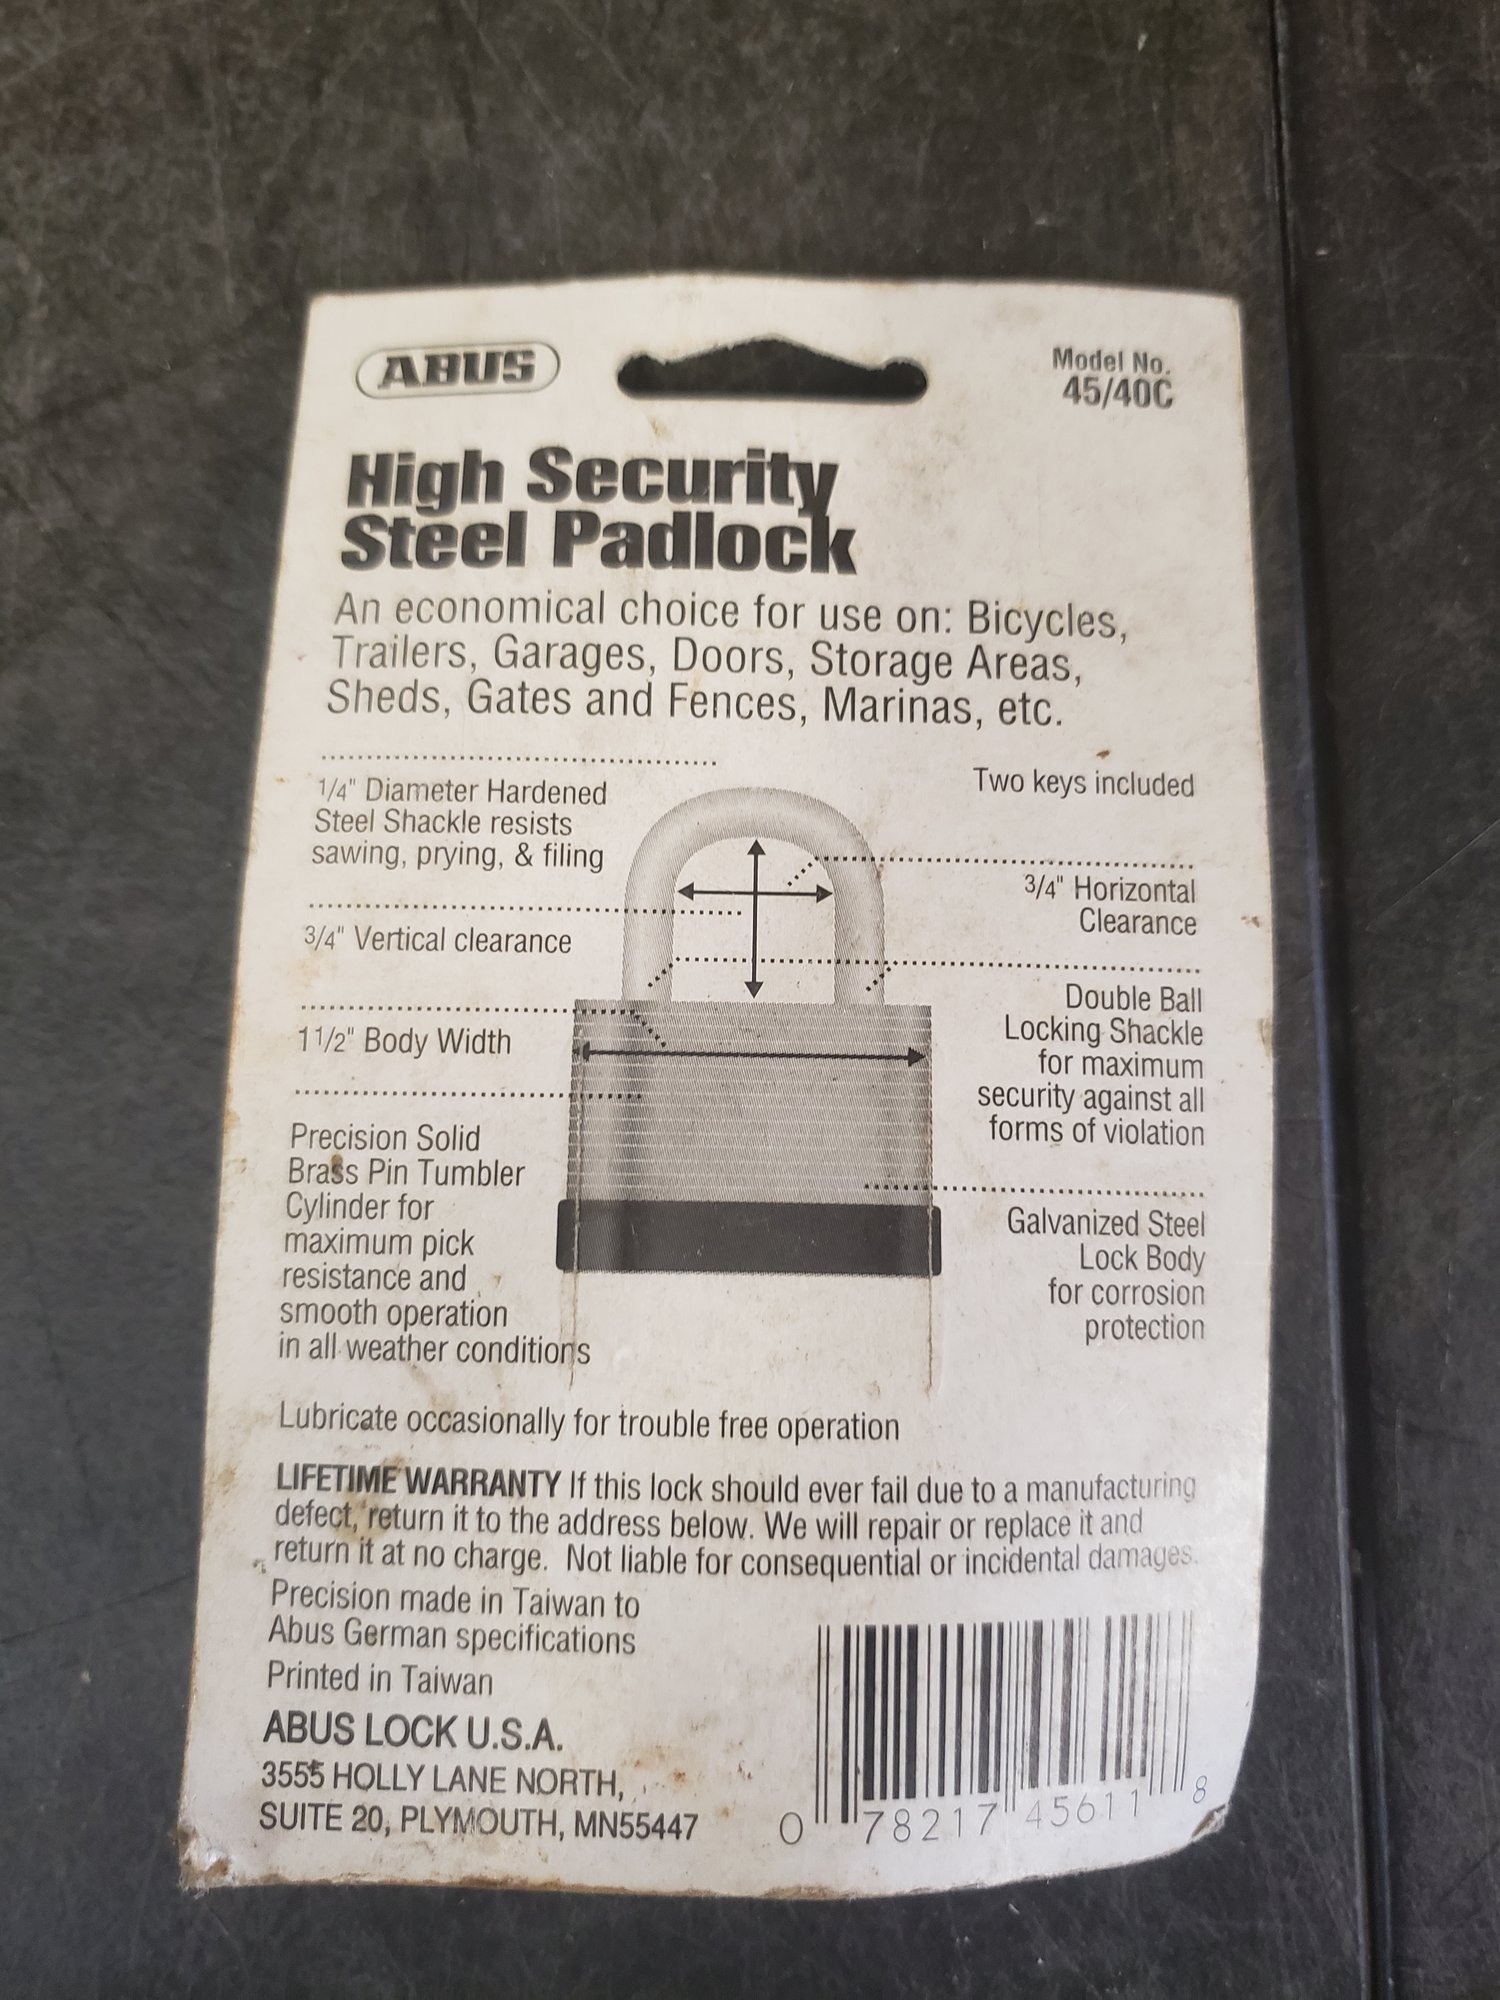 ABUS
Model No.
45/40C
High Security
Steel Padlock
An economical choice for use on: Bicycles,
Trailers, Garages, Doors, Storage Areas,
Sheds, Gates and Fences, Marinas, etc.
1/4" Diameter Hardened
Steel Shackle resists
sawing, prying, & filing
3/4" Vertical clearance
1 1/2" Body Width
Precision Solid
Brass Pin Tumbler
Cylinder for
maximum pick
resistance and
smooth operation
in all weather conditions
Two keys included
3/4" Horizontal
Clearance
Double Ball
Locking Shackle
for maximum
security against all
forms of violation
Galvanized Steel
Lock Body
for corrosion
protection
Lubricate occasionally for trouble free operation
LIFETIME WARRANTY If this lock should ever fail due to a manufacturing
defect, return it to the address below. We will repair or replace it and
return it at no charge. Not liable for consequential or incidental damages.
Precision made in Taiwan to
Abus German specifications
Printed in Taiwan
ABUS LOCK U.S.A.
3555 HOLLY LANE NORTH,
SUITE 20, PLYMOUTH, MN55447
0 78217 45611 8